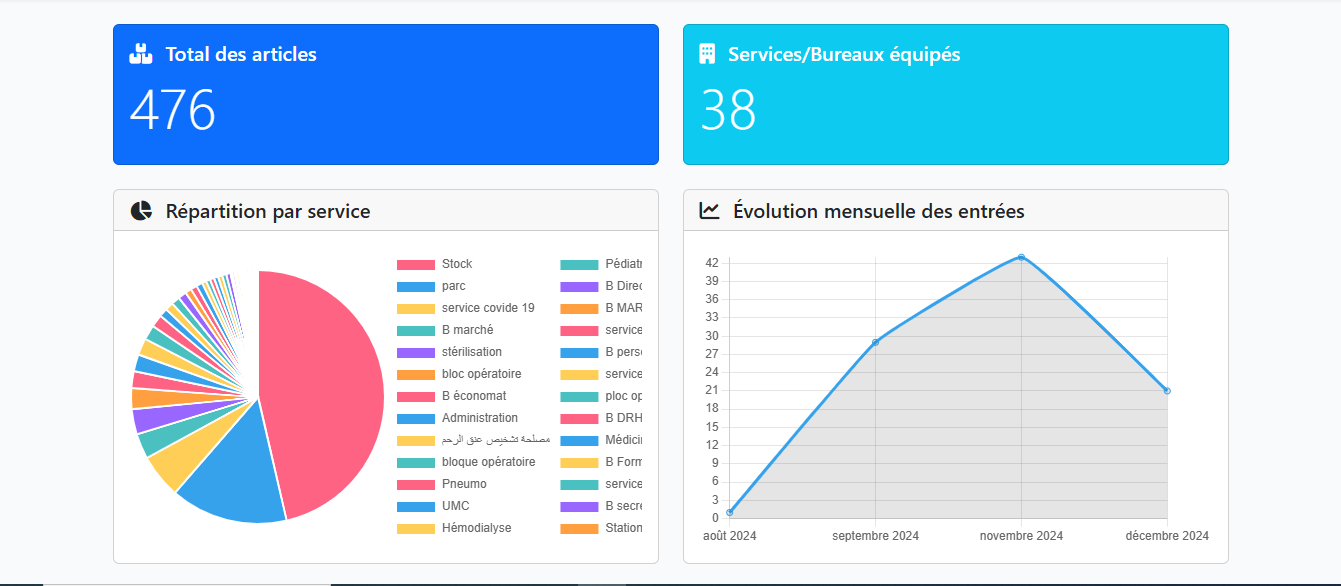 Total des articles
476
Services/Bureaux équipés
38
Répartition par service
Stock
parc
service covide 19
B marché
stérilisation
bloc opératoire
B économat
Administration
مصلحة تشخيص عنق الرحم
bloque opératoire
Pneumo
UMC
Hémodialyse
Pédiatr
B Direc
B MAR
service
B pers
service
ploc op
B DRH
Médici
B Form
service
B secre
Station
Évolution mensuelle des entrées
42
39
36
33
30
27
24
21
18
15
12
9
6
3
0
août 2024
septembre 2024
novembre 2024
décembre 2024